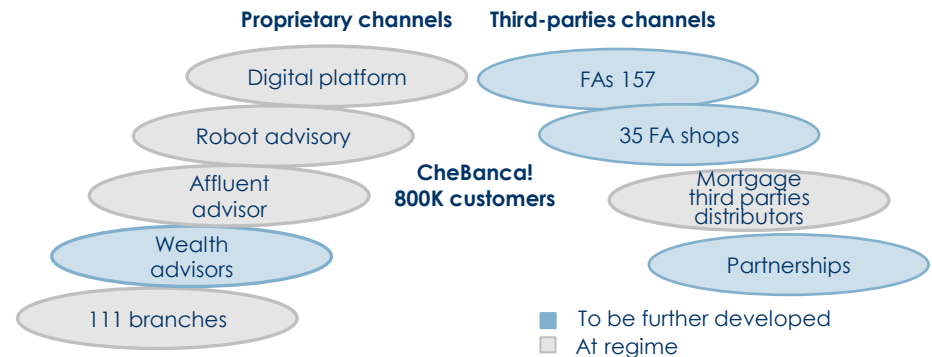 Proprietary channels
Third-parties channels
Digital platform
FAs 157
Robot advisory
35 FA shops
CheBanca!
800K customers
Affluent
advisor
Mortgage
third parties
distributors
Wealth
advisors
Partnerships
111 branches
To be further developed
At regime